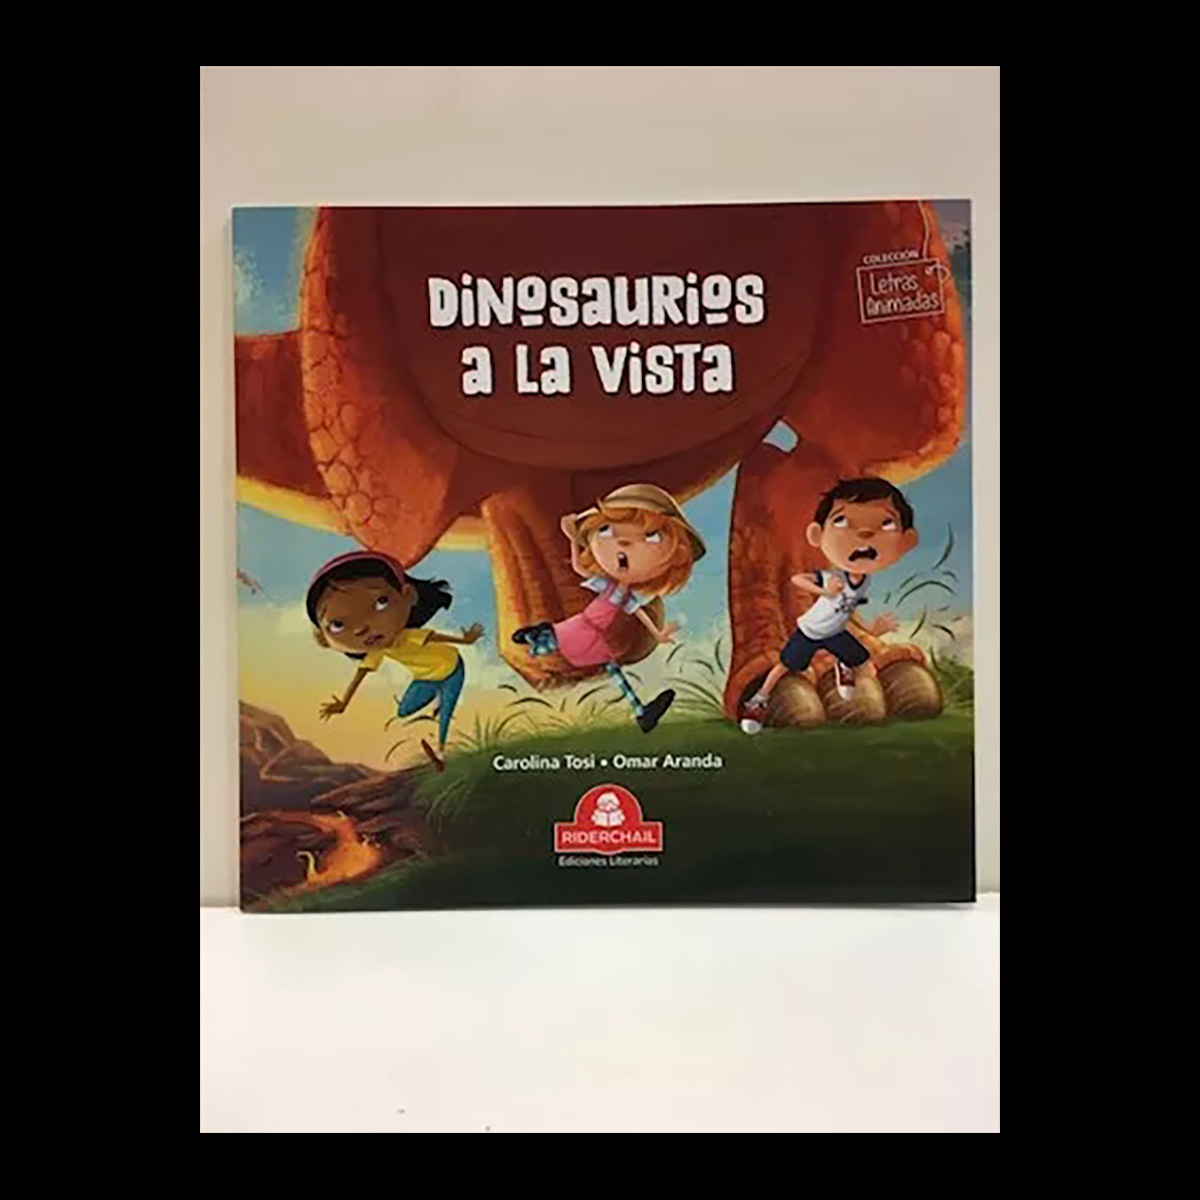 COLECCIÓN
Letras
Animadas
DINOSAURIOS
A LA VISTA
Carolina Tosi • Omar Aranda
RIDERCHAIL
Ediciones Literarias